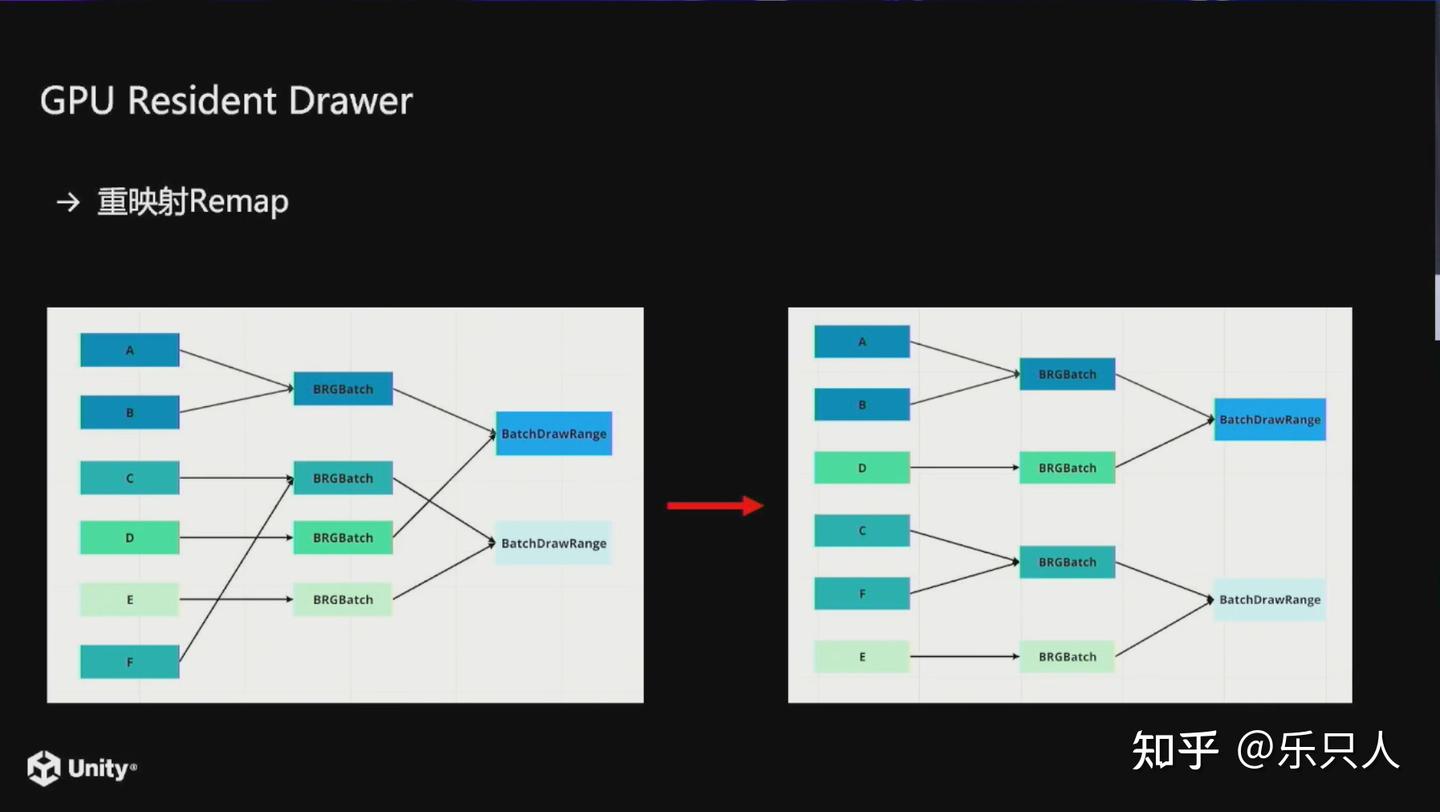 GPU Resident Drawer
→ 重映射Remap
A
B
C
D
E
F
BRGBatch
BRGBatch
BRGBatch
BRGBatch
BatchDrawRange
BatchDrawRange
A
B
D
C
F
E
BRGBatch
BRGBatch
BRGBatch
BRGBatch
BatchDrawRange
BatchDrawRange
Unity®
知乎 @乐只人